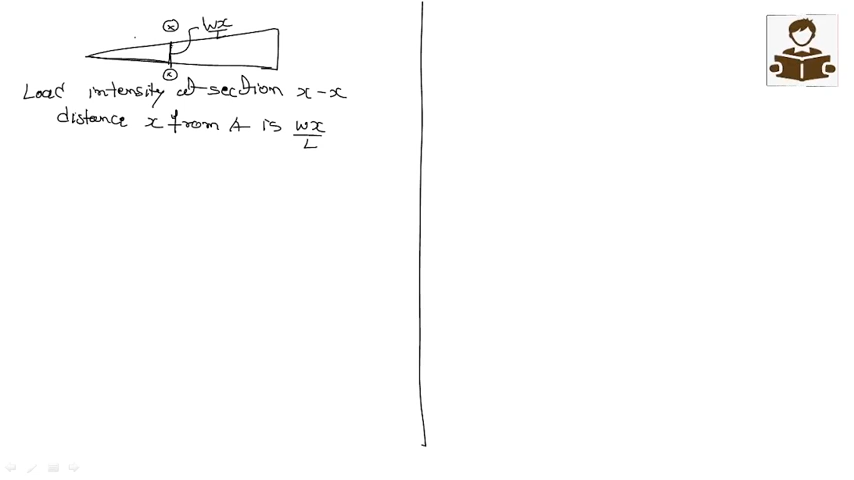 x
wx/L
x
Load intensity at section x-x
distance x from A is wx/L